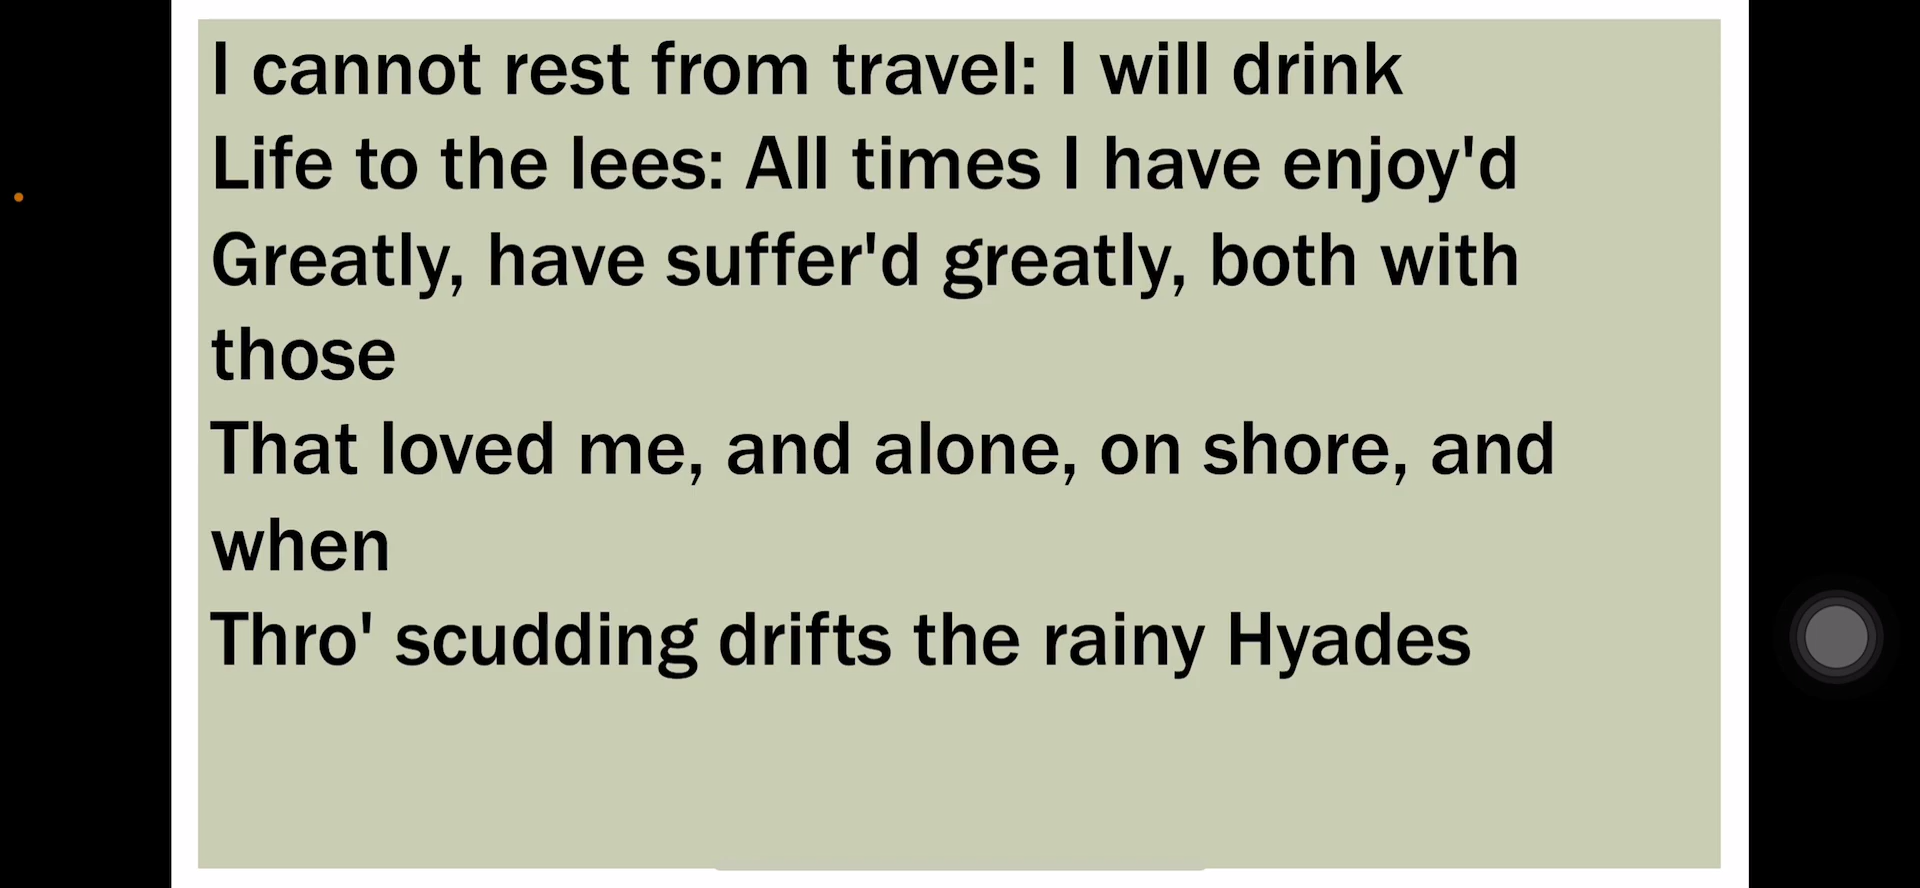 I cannot rest from travel: I will drink
Life to the lees: All times I have enjoy'd
Greatly, have suffer'd greatly, both with
those
That loved me, and alone, on shore, and
when
Thro' scudding drifts the rainy Hyades